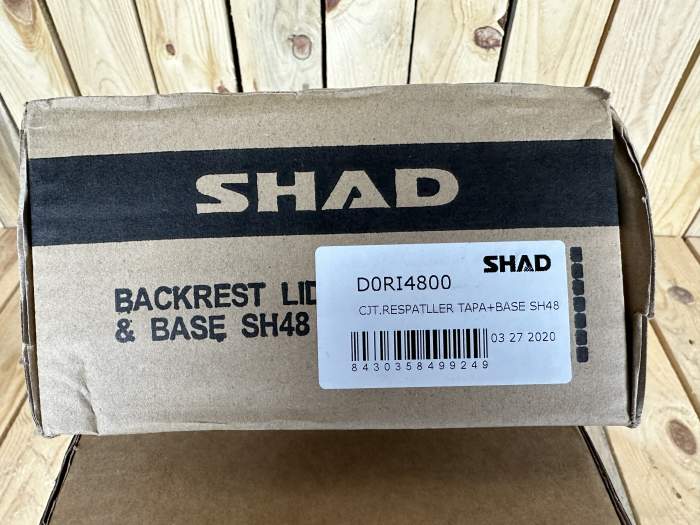 SHAD
BACKREST LID
& BASE SH48
SHAD
D0RI4800
CJT.RESPATLLER TAPA+BASE SH48
03 27 2020
8430358499249